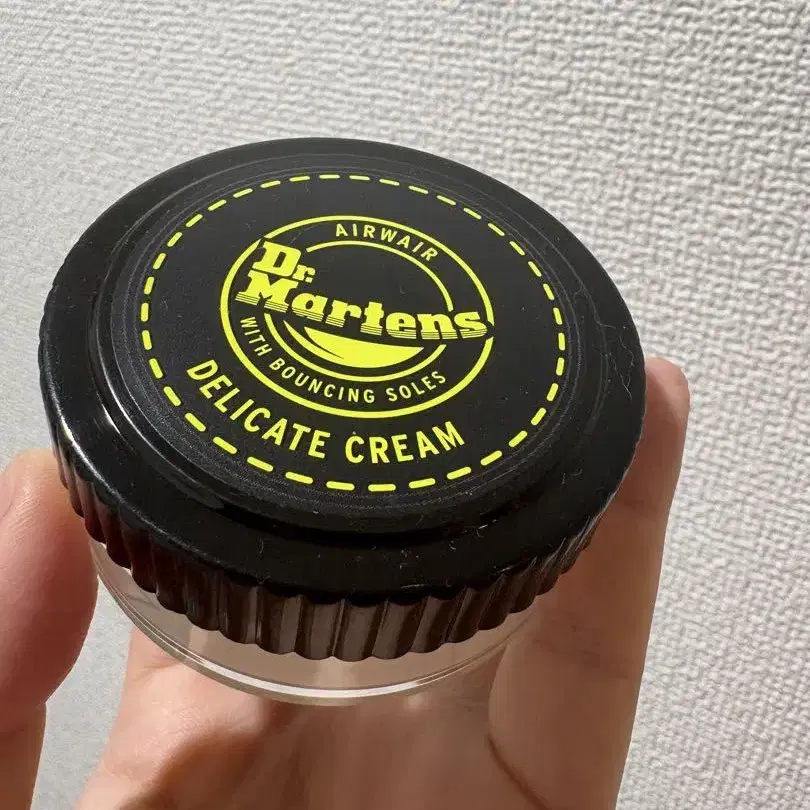 AIRWAIR
Dr.
Martens
WITH BOUNCING SOLES
DELICATE CREAM